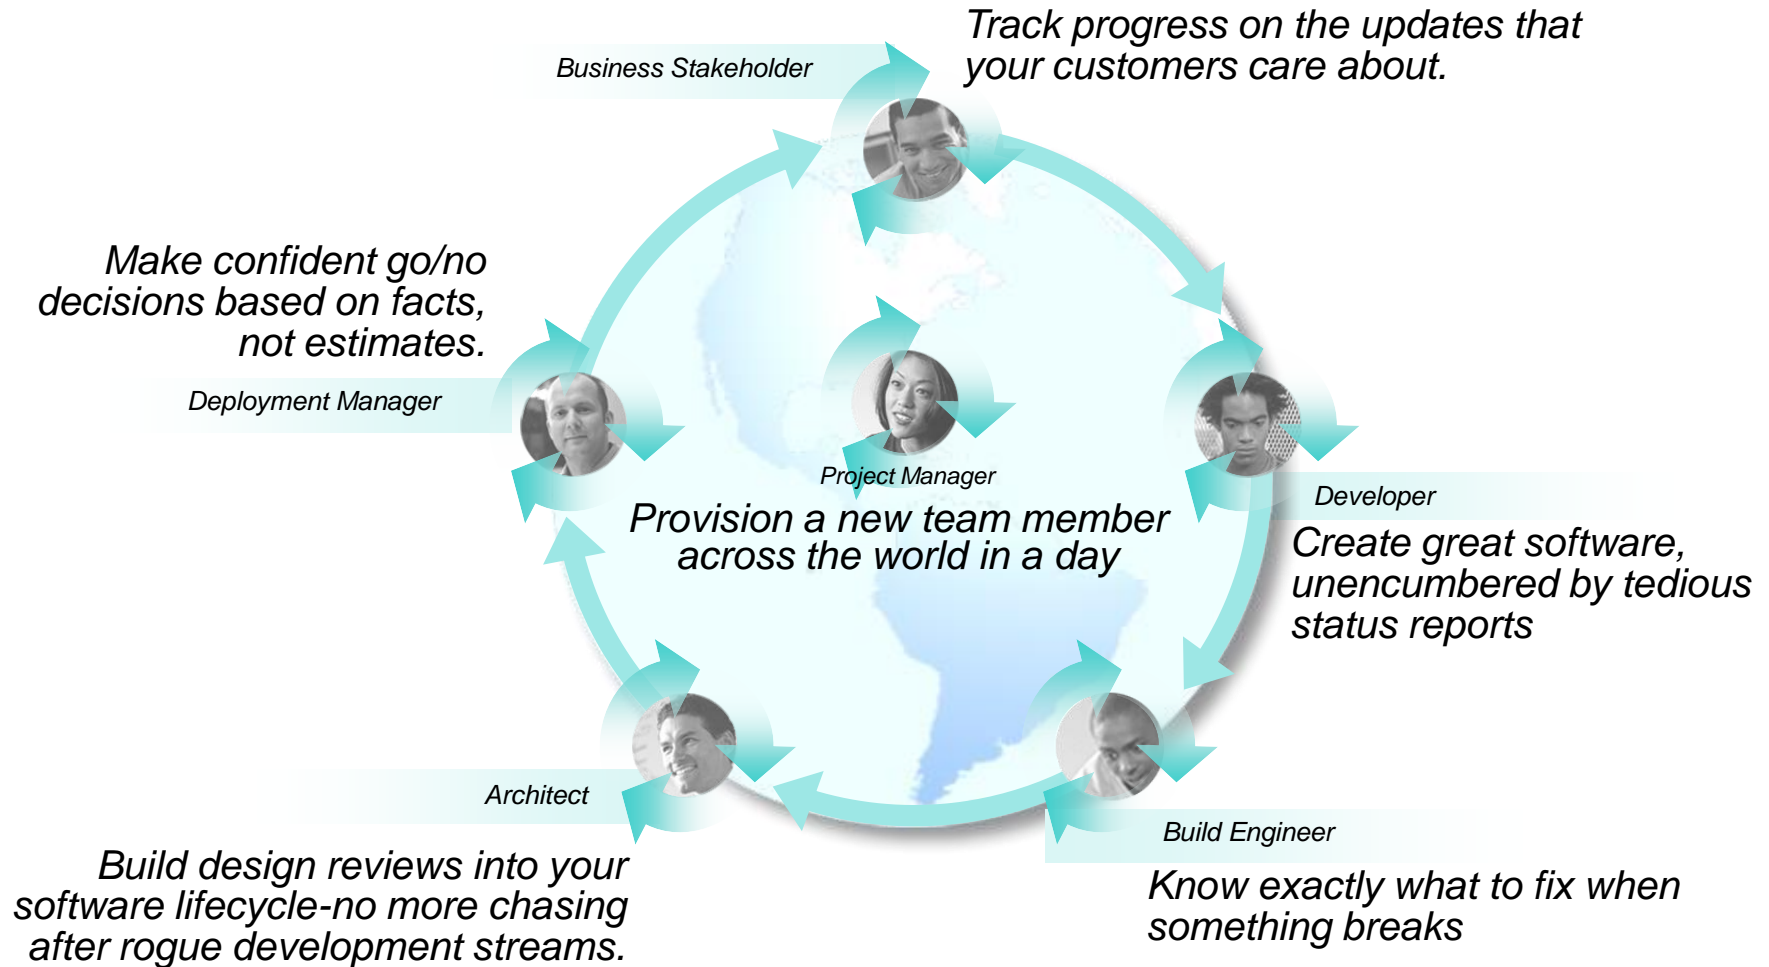 Track progress on the updates that
your customers care about.
Business Stakeholder
Make confident go/no
decisions based on facts,
not estimates.
Deployment Manager
Project Manager
Provision a new team member
across the world in a day
Developer
Create great software,
unencumbered by tedious
status reports
Architect
Build design reviews into your
software lifecycle-no more chasing
after rogue development streams.
Build Engineer
Know exactly what to fix when
something breaks